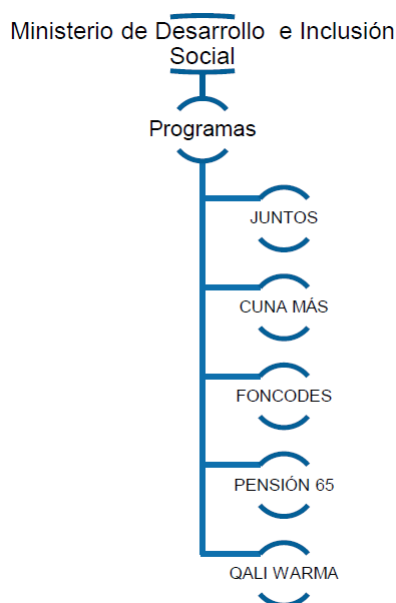 Ministerio de Desarrollo e Inclusión
Social
Programas
JUNTOS
CUNA MÁS
FONCODES
PENSIÓN 65
QALI WARMA